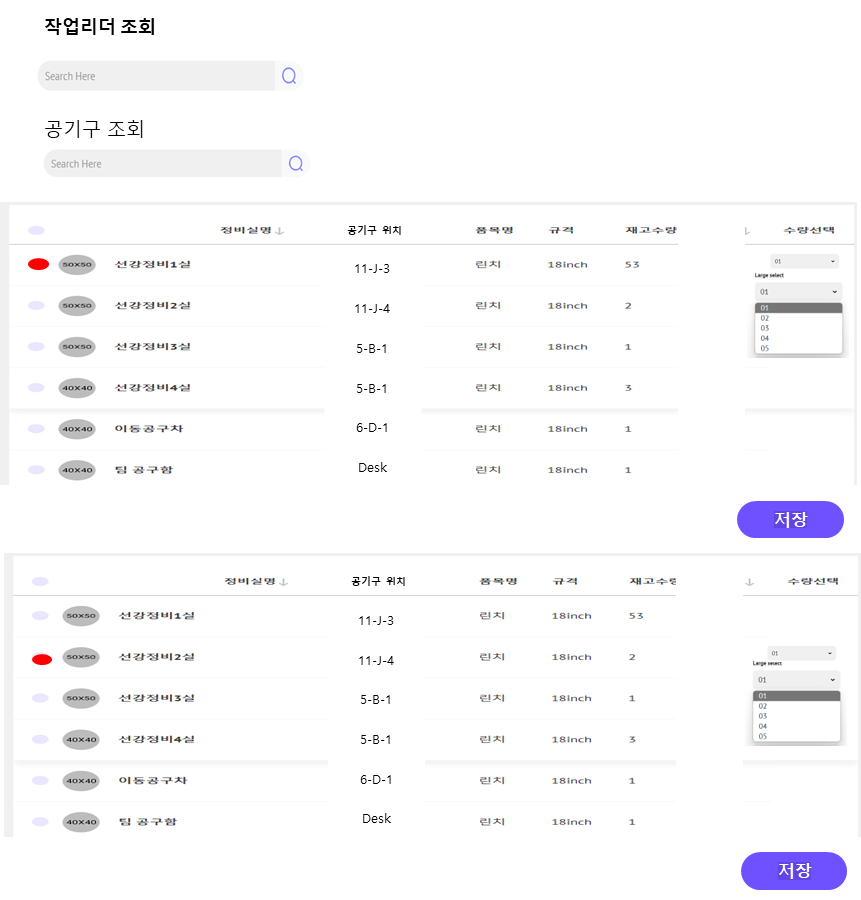 작업리더 조회
Search Here
공기구 조회
Search Here
정비실명 공기구 위치 품목명 규격 재고수량 수량선택
50X50 선강정비1실 11-J-3 린치 18inch 53 01
Large select
50X50 선강정비2실 11-J-4 린치 18inch 2 01
01
02
03
04
05
50X50 선강정비3실 5-B-1 린치 18inch 1
40X40 선강정비4실 5-B-1 린치 18inch 3
40X40 이동공구차 6-D-1 린치 18inch 1
40X40 팀 공구함 Desk 린치 18inch 1
저장
정비실명 공기구 위치 품목명 규격 재고수량 수량선택
50X50 선강정비1실 11-J-3 린치 18inch 53
50X50 선강정비2실 11-J-4 린치 18inch 2 01
Large select
01
01
02
03
04
05
50X50 선강정비3실 5-B-1 린치 18inch 1
40X40 선강정비4실 5-B-1 린치 18inch 3
40X40 이동공구차 6-D-1 린치 18inch 1
40X40 팀 공구함 Desk 린치 18inch 1
저장